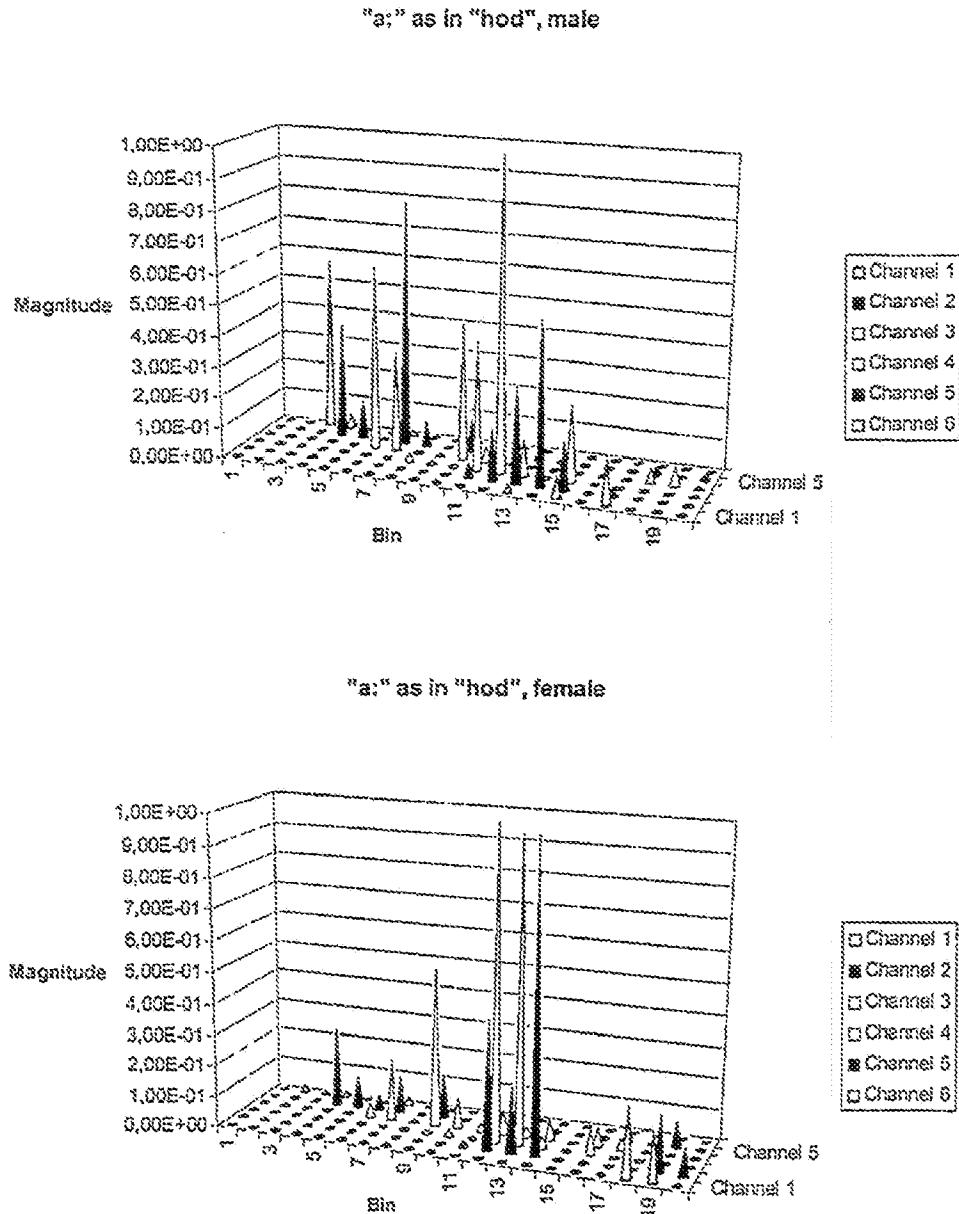 "a:" as in "hod", male
1,00E+00
9,00E-01
8,00E-01
7,00E-01
6,00E-01
5,00E-01
4,00E-01
3,00E-01
2,00E-01
1,00E-01
0,00E+00
Magnitude
1
3
5
7
9
11
13
15
17
19
Bin
Channel 5
Channel 1
Channel 1
Channel 2
Channel 3
Channel 4
Channel 5
Channel 6
"a:" as in "hod", female
1,00E+00
9,00E-01
8,00E-01
7,00E-01
6,00E-01
5,00E-01
4,00E-01
3,00E-01
2,00E-01
1,00E-01
0,00E+00
Magnitude
1
3
5
7
9
11
13
15
17
19
Bin
Channel 5
Channel 1
Channel 1
Channel 2
Channel 3
Channel 4
Channel 5
Channel 6